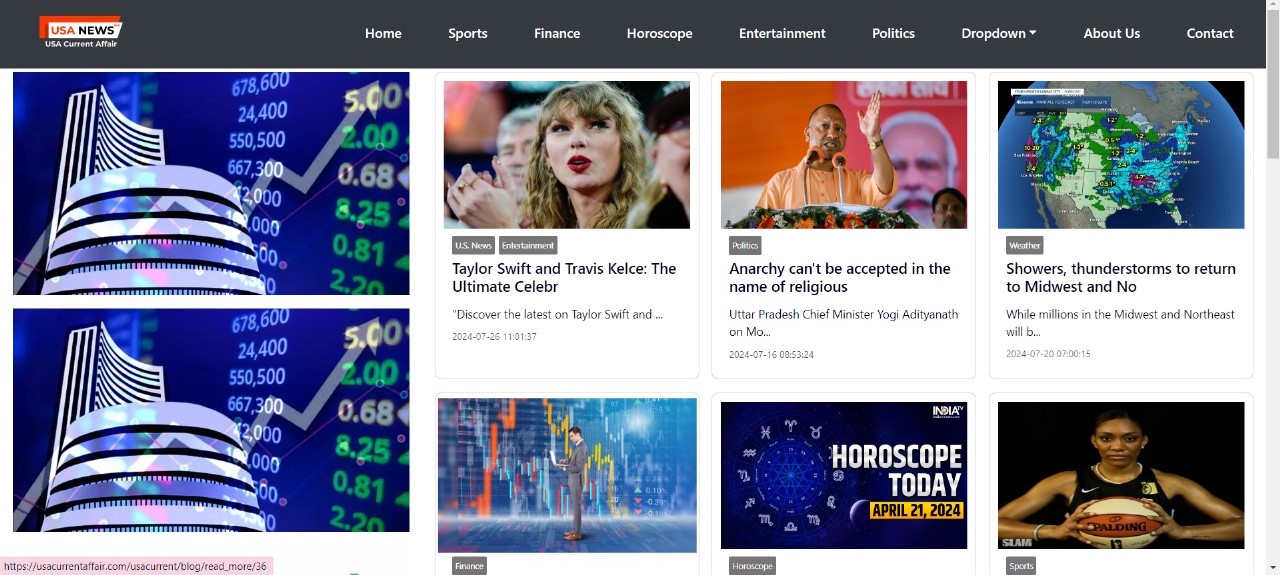 USA NEWS
USA Current Affair
Home
Sports
Finance
Horoscope
Entertainment
Politics
Dropdown
About Us
Contact
678,600
24,400
550,500
667,300
42,000
5.00
2.00
0.68
8.25
0.81
2.20
678,600
24,400
550,500
667,300
42,000
5.00
2.00
0.68
8.25
0.81
2.20
U.S. News
Entertainment
Taylor Swift and Travis Kelce: The
Ultimate Celebr
"Discover the latest on Taylor Swift and ...
2024-07-26 11:01:37
Politics
Anarchy can't be accepted in the
name of religious
Uttar Pradesh Chief Minister Yogi Adityanath
on Mo...
2024-07-16 08:53:24
Weather
Showers, thunderstorms to return
to Midwest and No
While millions in the Midwest and Northeast
will b...
2024-07-20 07:00:15
Finance
INDIA TV
HOROSCOPE
TODAY
APRIL 21, 2024
Horoscope
SPALDING
SLAM
Sports
https://usacurrentaffair.com/usacurrent/blog/read_more/36